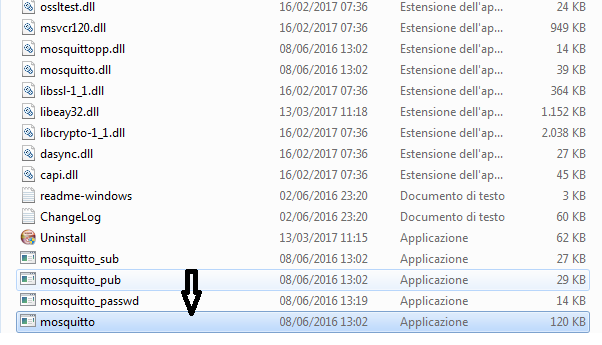 ossltest.dll 16/02/2017 07:36 Estensione dell'ap... 24 KB
msvcr120.dll 16/02/2017 07:36 Estensione dell'ap... 949 KB
mosquittopp.dll 08/06/2016 13:02 Estensione dell'ap... 14 KB
mosquitto.dll 08/06/2016 13:02 Estensione dell'ap... 39 KB
libssl-1_1.dll 16/02/2017 07:36 Estensione dell'ap... 364 KB
libeay32.dll 13/03/2017 11:18 Estensione dell'ap... 1.152 KB
libcrypto-1_1.dll 16/02/2017 07:36 Estensione dell'ap... 2.038 KB
dasync.dll 16/02/2017 07:36 Estensione dell'ap... 27 KB
capi.dll 16/02/2017 07:36 Estensione dell'ap... 45 KB
readme-windows 02/06/2016 23:20 Documento di testo 3 KB
ChangeLog 02/06/2016 23:20 Documento di testo 60 KB
Uninstall 13/03/2017 11:15 Applicazione 62 KB
mosquitto_sub 08/06/2016 13:02 Applicazione 27 KB
mosquitto_pub 08/06/2016 13:02 Applicazione 29 KB
mosquitto_passwd 08/06/2016 13:19 Applicazione 14 KB
mosquitto 08/06/2016 13:02 Applicazione 120 KB